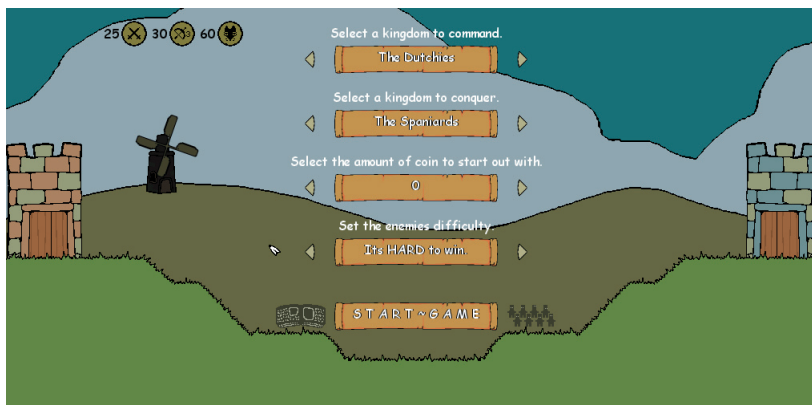 25 30 3 60
Select a kingdom to command.
The Dutchies
Select a kingdom to conquer.
The Spaniards
Select the amount of coin to start out with.
0
Set the enemies difficulty.
Its HARD to win.
START~GAME